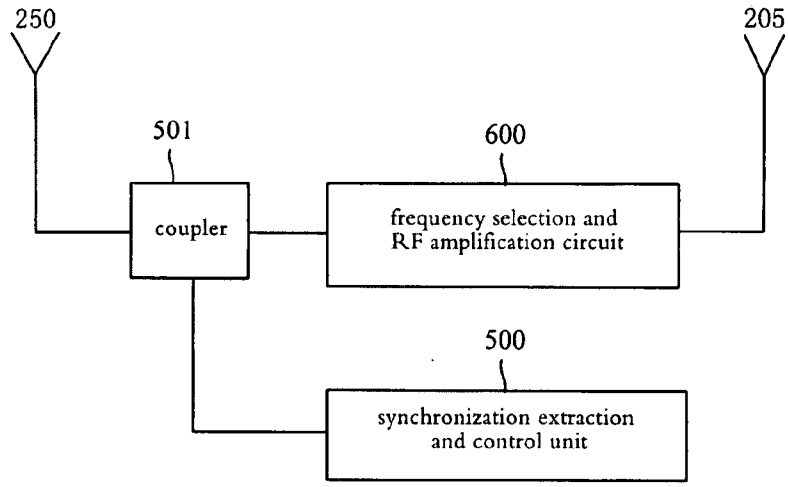 250
205
501
600
coupler
frequency selection and
RF amplification circuit
500
synchronization extraction
and control unit